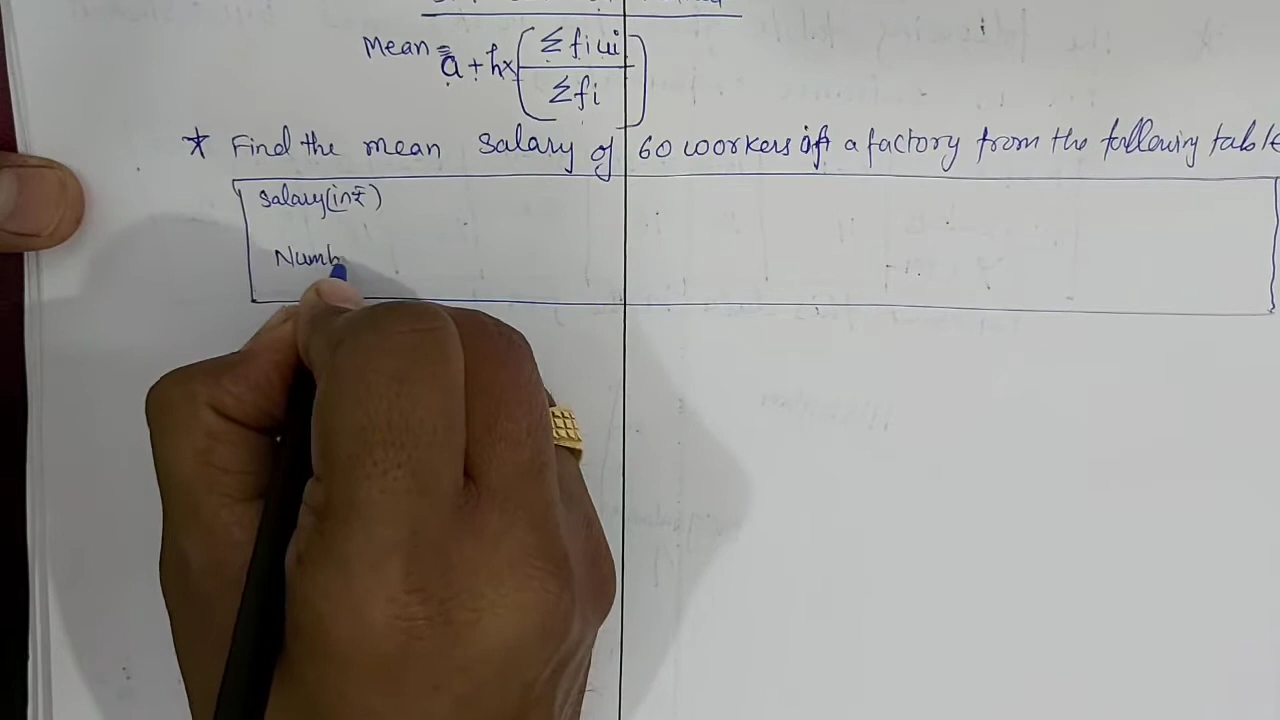 Mean = a + h×(Σfiui / Σfi)
* Find the mean salary of 60 workers of a factory from the following table
Salary(in ₹)
Numb